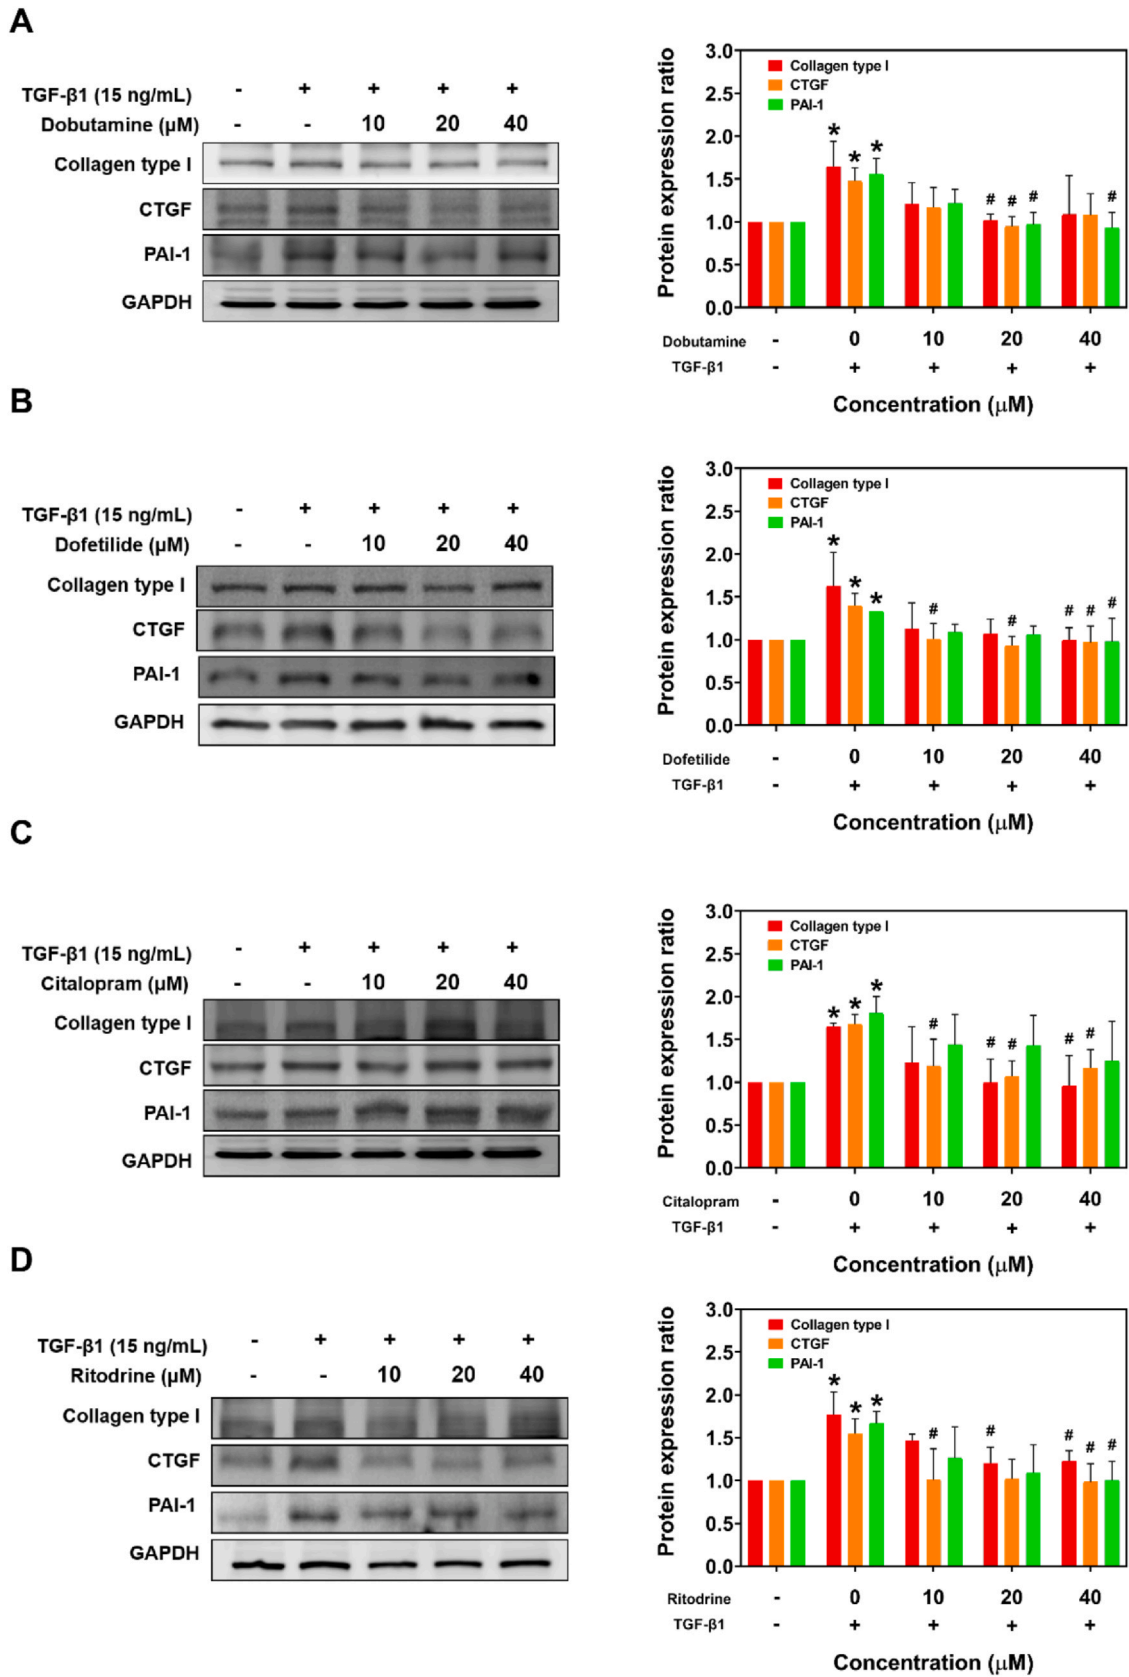 A
TGF-β1 (15 ng/mL) - + + + +
Dobutamine (μM) - - 10 20 40
Collagen type I
CTGF
PAI-1
GAPDH
Protein expression ratio
3.0
2.5
2.0
1.5
1.0
0.5
0.0
Collagen type I
CTGF
PAI-1
* * *
# # # #
Dobutamine - 0 10 20 40
TGF-β1 - + + + +
Concentration (μM)
B
TGF-β1 (15 ng/mL) - + + + +
Dofetilide (μM) - - 10 20 40
Collagen type I
CTGF
PAI-1
GAPDH
Protein expression ratio
3.0
2.5
2.0
1.5
1.0
0.5
0.0
Collagen type I
CTGF
PAI-1
* * *
# # # # #
Dofetilide - 0 10 20 40
TGF-β1 - + + + +
Concentration (μM)
C
TGF-β1 (15 ng/mL) - + + + +
Citalopram (μM) - - 10 20 40
Collagen type I
CTGF
PAI-1
GAPDH
Protein expression ratio
3.0
2.5
2.0
1.5
1.0
0.5
0.0
Collagen type I
CTGF
PAI-1
* * *
# # # # #
Citalopram - 0 10 20 40
TGF-β1 - + + + +
Concentration (μM)
D
TGF-β1 (15 ng/mL) - + + + +
Ritodrine (μM) - - 10 20 40
Collagen type I
CTGF
PAI-1
GAPDH
Protein expression ratio
3.0
2.5
2.0
1.5
1.0
0.5
0.0
Collagen type I
CTGF
PAI-1
* * *
# # # # #
Ritodrine - 0 10 20 40
TGF-β1 - + + + +
Concentration (μM)